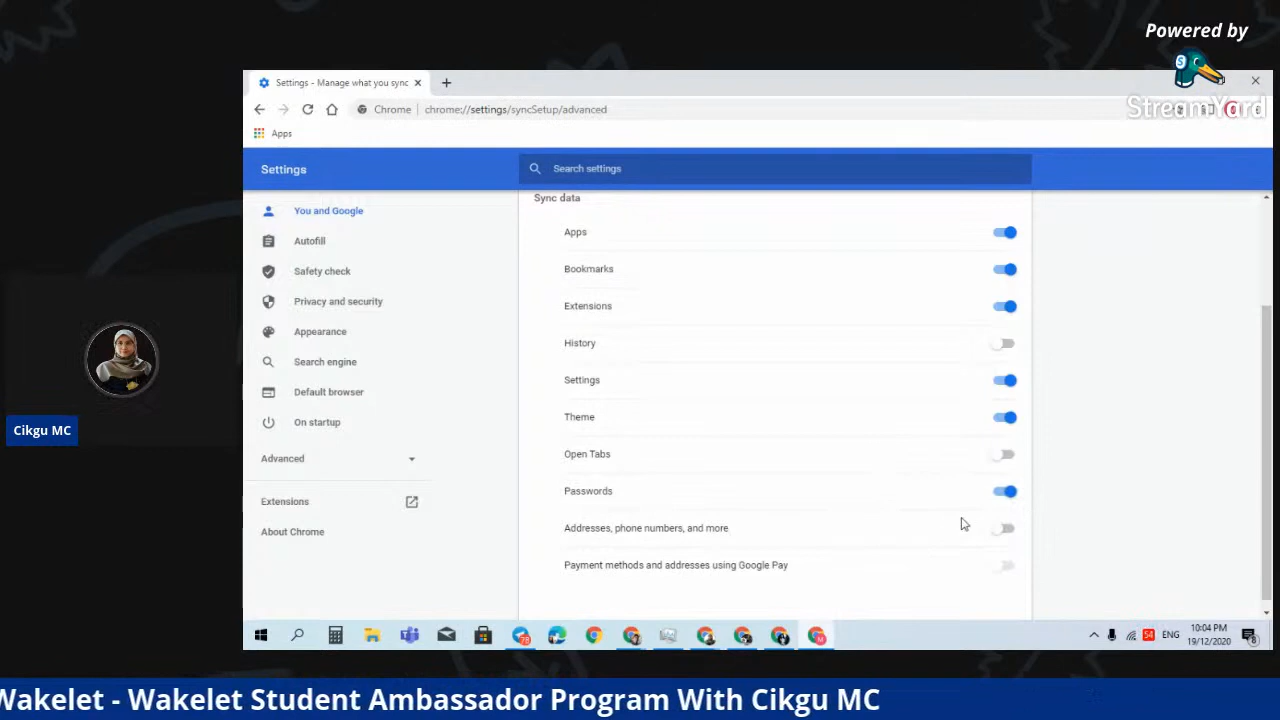 Powered by
StreamYard
Settings - Manage what you sync
Chrome
chrome://settings/syncSetup/advanced
Apps
Settings
Search settings
You and Google
Autofill
Safety check
Privacy and security
Appearance
Search engine
Default browser
On startup
Advanced
Extensions
About Chrome
Sync data
Apps
Bookmarks
Extensions
History
Settings
Theme
Open Tabs
Passwords
Addresses, phone numbers, and more
Payment methods and addresses using Google Pay
Cikgu MC
54
ENG
10:04 PM
19/12/2020
Wakelet - Wakelet Student Ambassador Program With Cikgu MC